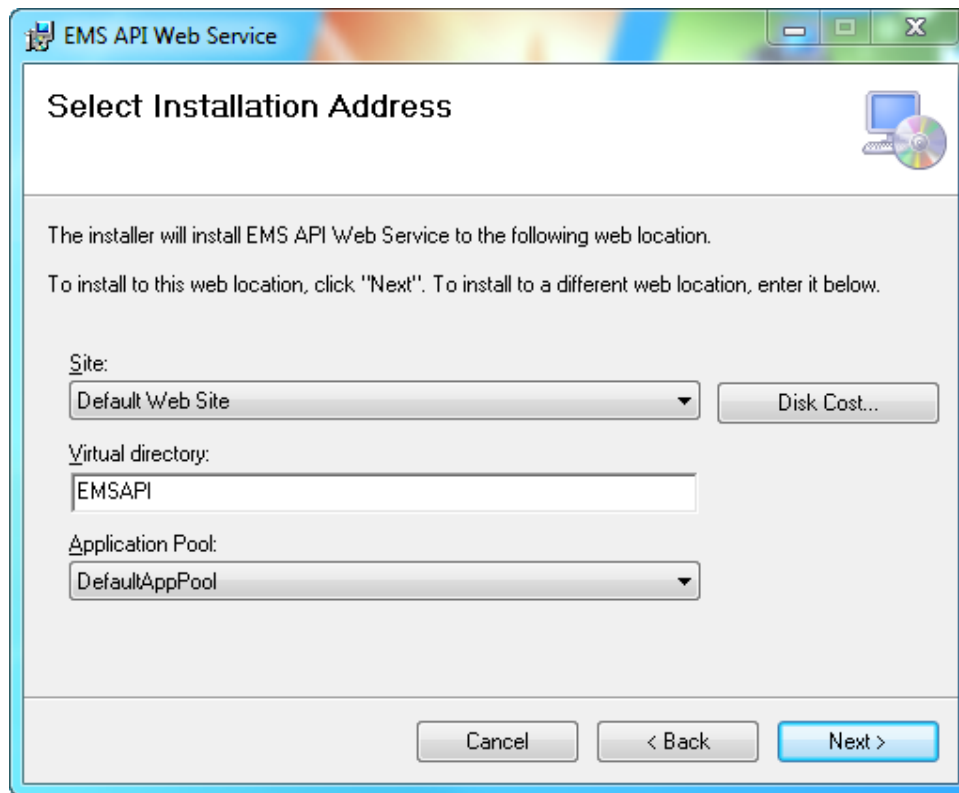 EMS API Web Service
Select Installation Address
The installer will install EMS API Web Service to the following web location.
To install to this web location, click "Next". To install to a different web location, enter it below.
Site:
Default Web Site
Disk Cost...
Virtual directory:
EMSAPI
Application Pool:
DefaultAppPool
Cancel
< Back
Next >